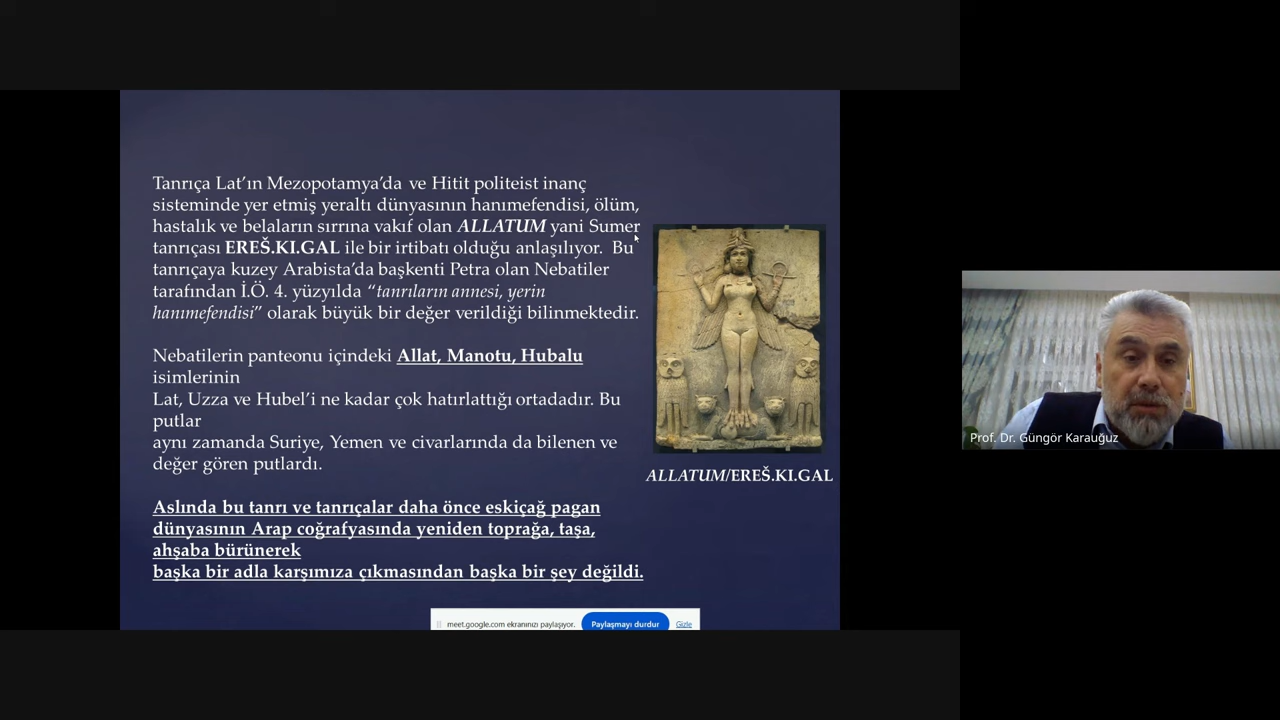 Tanrıça Lat’ın Mezopotamya’da ve Hitit politeist inanç
sisteminde yer etmiş yeraltı dünyasının hanımefendisi, ölüm,
hastalık ve belaların sırrına vakıf olan ALLATUM yani Sumer
tanrıçası EREŠ.KI.GAL ile bir irtibatı olduğu anlaşılıyor. Bu
tanrıçaya kuzey Arabista’da başkenti Petra olan Nebatiler
tarafından İ.Ö. 4. yüzyılda “tanrıların annesi, yerin
hanımefendisi” olarak büyük bir değer verildiği bilinmektedir.
Nebatilerin panteonu içindeki Allat, Manotu, Hubalu
isimlerinin
Lat, Uzza ve Hubel’i ne kadar çok hatırlattığı ortadadır. Bu
putlar
aynı zamanda Suriye, Yemen ve civarlarında da bilenen ve
değer gören putlardı.
Aslında bu tanrı ve tanrıçalar daha önce eskiçağ pagan
dünyasının Arap coğrafyasında yeniden toprağa, taşa,
ahşaba bürünerek
başka bir adla karşımıza çıkmasından başka bir şey değildi.
ALLATUM/EREŠ.KI.GAL
meet.google.com ekranınızı paylaşıyor. Paylaşmayı durdur Gizle
Prof. Dr. Güngör Karauğuz